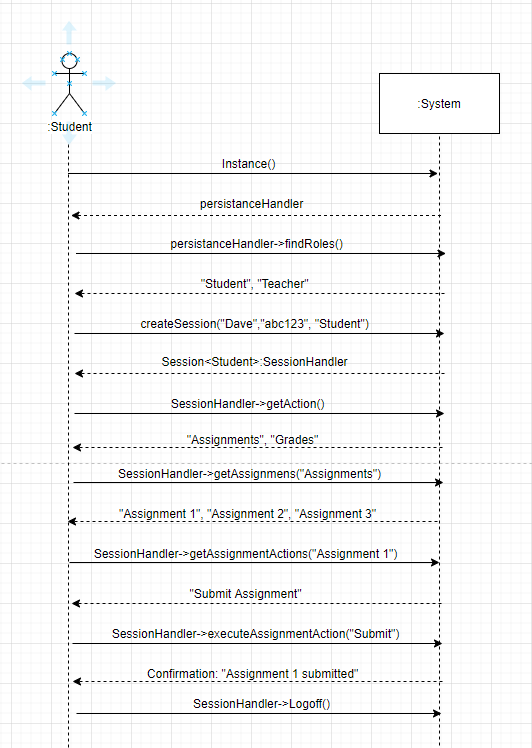 :Student
:System
Instance()
persistanceHandler
persistanceHandler->findRoles()
"Student", "Teacher"
createSession("Dave","abc123", "Student")
Session<Student>:SessionHandler
SessionHandler->getAction()
"Assignments", "Grades"
SessionHandler->getAssignmens("Assignments")
"Assignment 1", "Assignment 2", "Assignment 3"
SessionHandler->getAssignmentActions("Assignment 1")
"Submit Assignment"
SessionHandler->executeAssignmentAction("Submit")
Confirmation: "Assignment 1 submitted"
SessionHandler->Logoff()